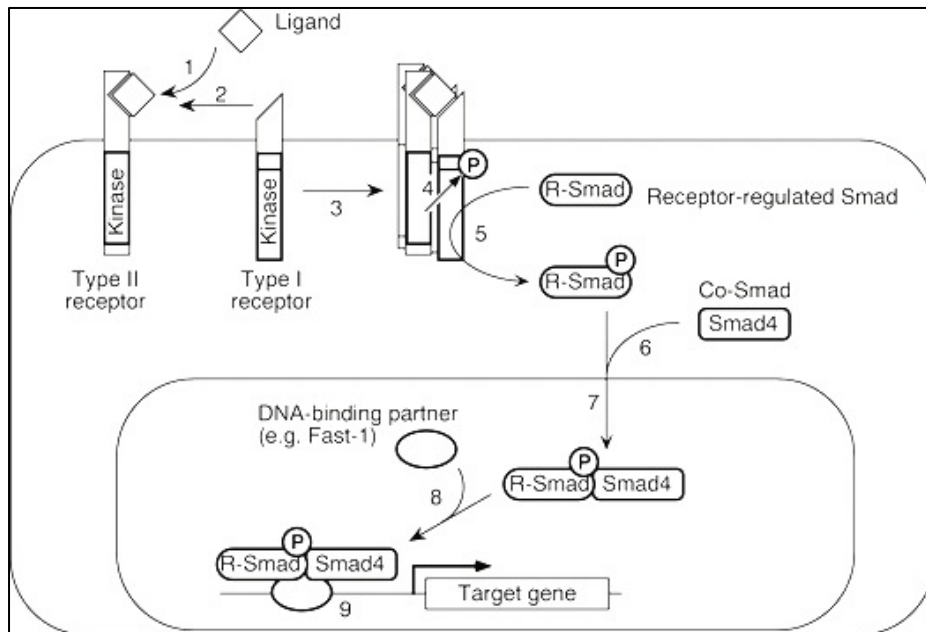 Ligand
1
2
Kinase
Kinase
3
4
P
R-Smad
Receptor-regulated Smad
5
P
R-Smad
Type II
receptor
Type I
receptor
Co-Smad
Smad4
6
7
DNA-binding partner
(e.g. Fast-1)
P
R-Smad
Smad4
8
P
R-Smad
Smad4
9
Target gene